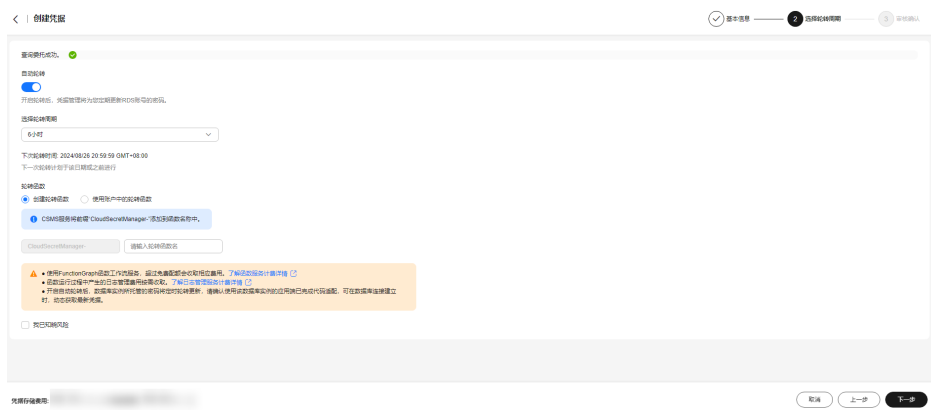 创建凭据
基本信息
2 选择轮转周期
3 审核确认
查询委托成功。
自动轮转
开启轮转后，凭据管理将为您定期更新RDS账号的密码。
选择轮转周期
6小时
下次轮转时间: 2024/08/26 20:59:59 GMT+08:00
下一次轮转计划于该日期或之前进行
轮转函数
创建轮转函数 使用账户中的轮转函数
CSMS服务将前缀"CloudSecretManager-"添加到函数名称中。
CloudSecretManager- 请输入轮转函数名
• 使用FunctionGraph函数工作流服务，超过免费配额会收取相应费用。了解函数服务计费详情
• 函数运行过程中产生的日志管理费用按需收取。了解日志管理服务计费详情
• 开启自动轮转后，数据库实例所托管的密码将定时轮转更新，请确认使用该数据库实例的应用端已完成代码适配，可在数据库连接建立
时，动态获取最新凭据。
我已知晓风险
凭据存储费用:
取消 上一步 下一步